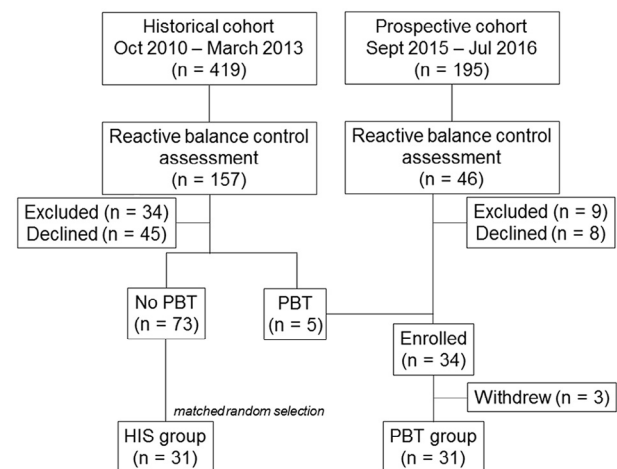 Historical cohort
Oct 2010 – March 2013
(n = 419)
Prospective cohort
Sept 2015 – Jul 2016
(n = 195)
Reactive balance control
assessment
(n = 157)
Reactive balance control
assessment
(n = 46)
Excluded (n = 34)
Declined (n = 45)
Excluded (n = 9)
Declined (n = 8)
No PBT
(n = 73)
PBT
(n = 5)
Enrolled
(n = 34)
Withdrew (n = 3)
matched random selection
HIS group
(n = 31)
PBT group
(n = 31)